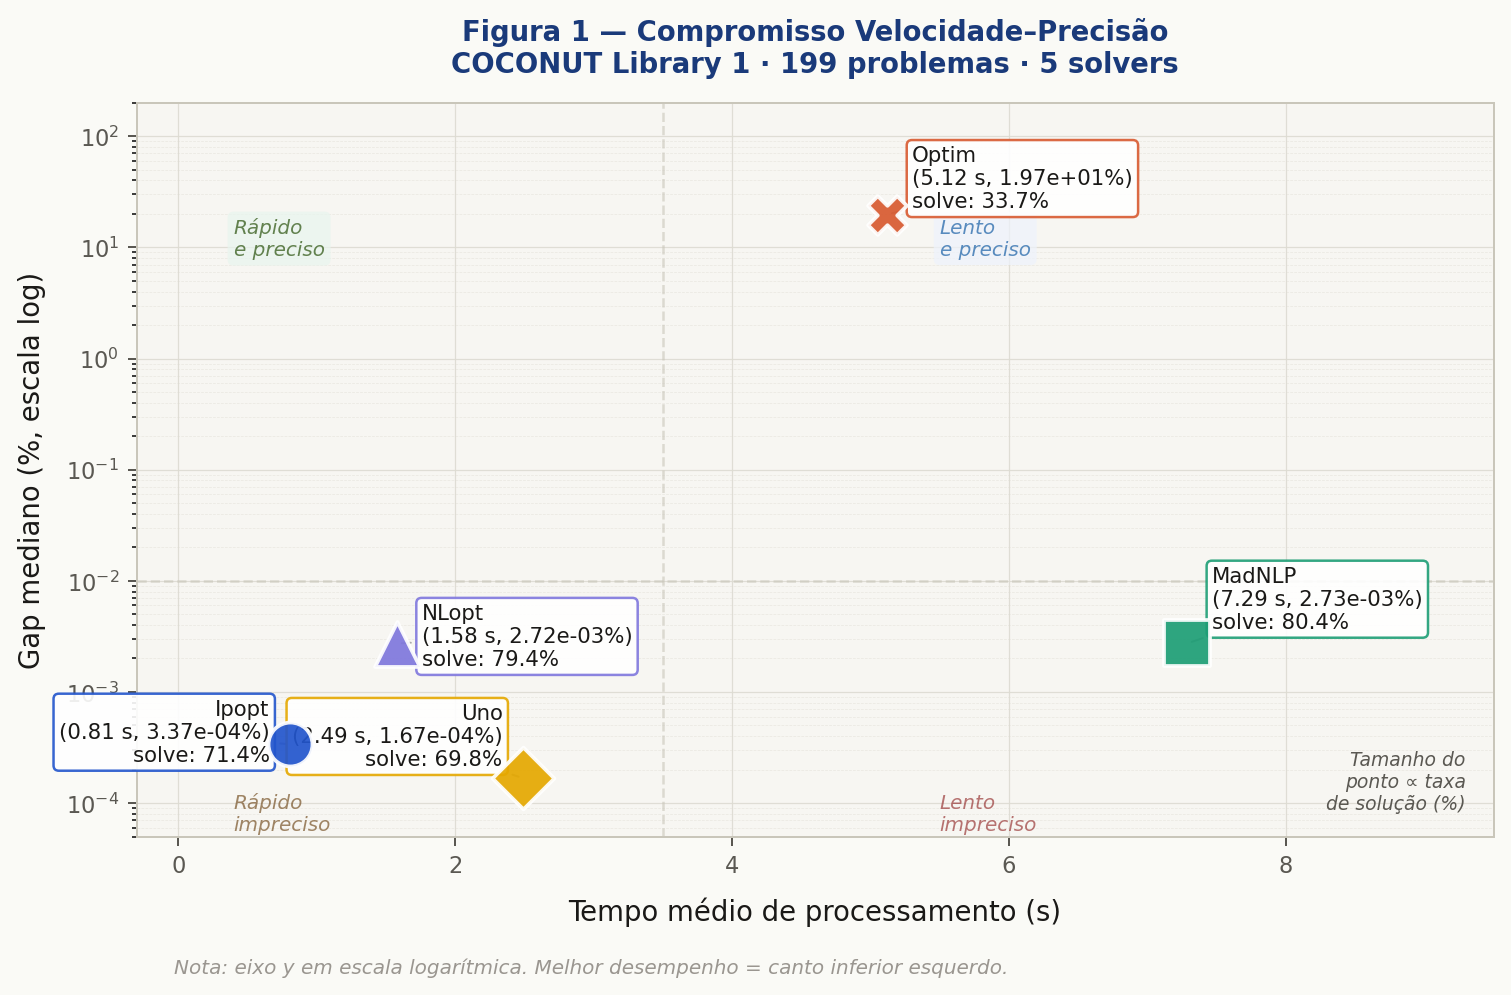 Figura 1 — Compromisso Velocidade–Precisão
COCONUT Library 1 · 199 problemas · 5 solvers
Gap mediano (%, escala log)
10²
10¹
10⁰
10⁻¹
10⁻²
10⁻³
10⁻⁴
Optim
(5.12 s, 1.97e+01%)
solve: 33.7%
Rápido
e preciso
Lento
e preciso
MadNLP
(7.29 s, 2.73e-03%)
solve: 80.4%
NLopt
(1.58 s, 2.72e-03%)
solve: 79.4%
Ipopt
(0.81 s, 3.37e-04%)
solve: 71.4%
Uno
(2.49 s, 1.67e-04%)
solve: 69.8%
Tamanho do
ponto ∝ taxa
de solução (%)
Rápido
impreciso
Lento
impreciso
0 2 4 6 8
Tempo médio de processamento (s)
Nota: eixo y em escala logarítmica. Melhor desempenho = canto inferior esquerdo.